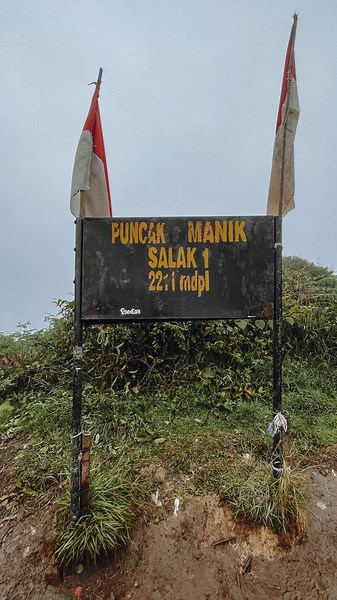 PUNCAK MANIK
SALAK 1
2211 mdpl